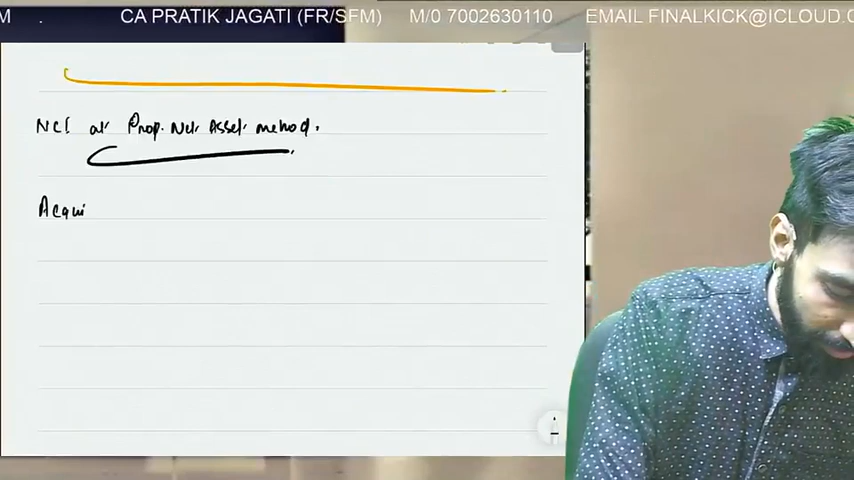 M . CA PRATIK JAGATI (FR/SFM) M/0 7002630110 EMAIL FINALKICK@ICLOUD.C
NCI at Prop. Net Asset method.
Acqui